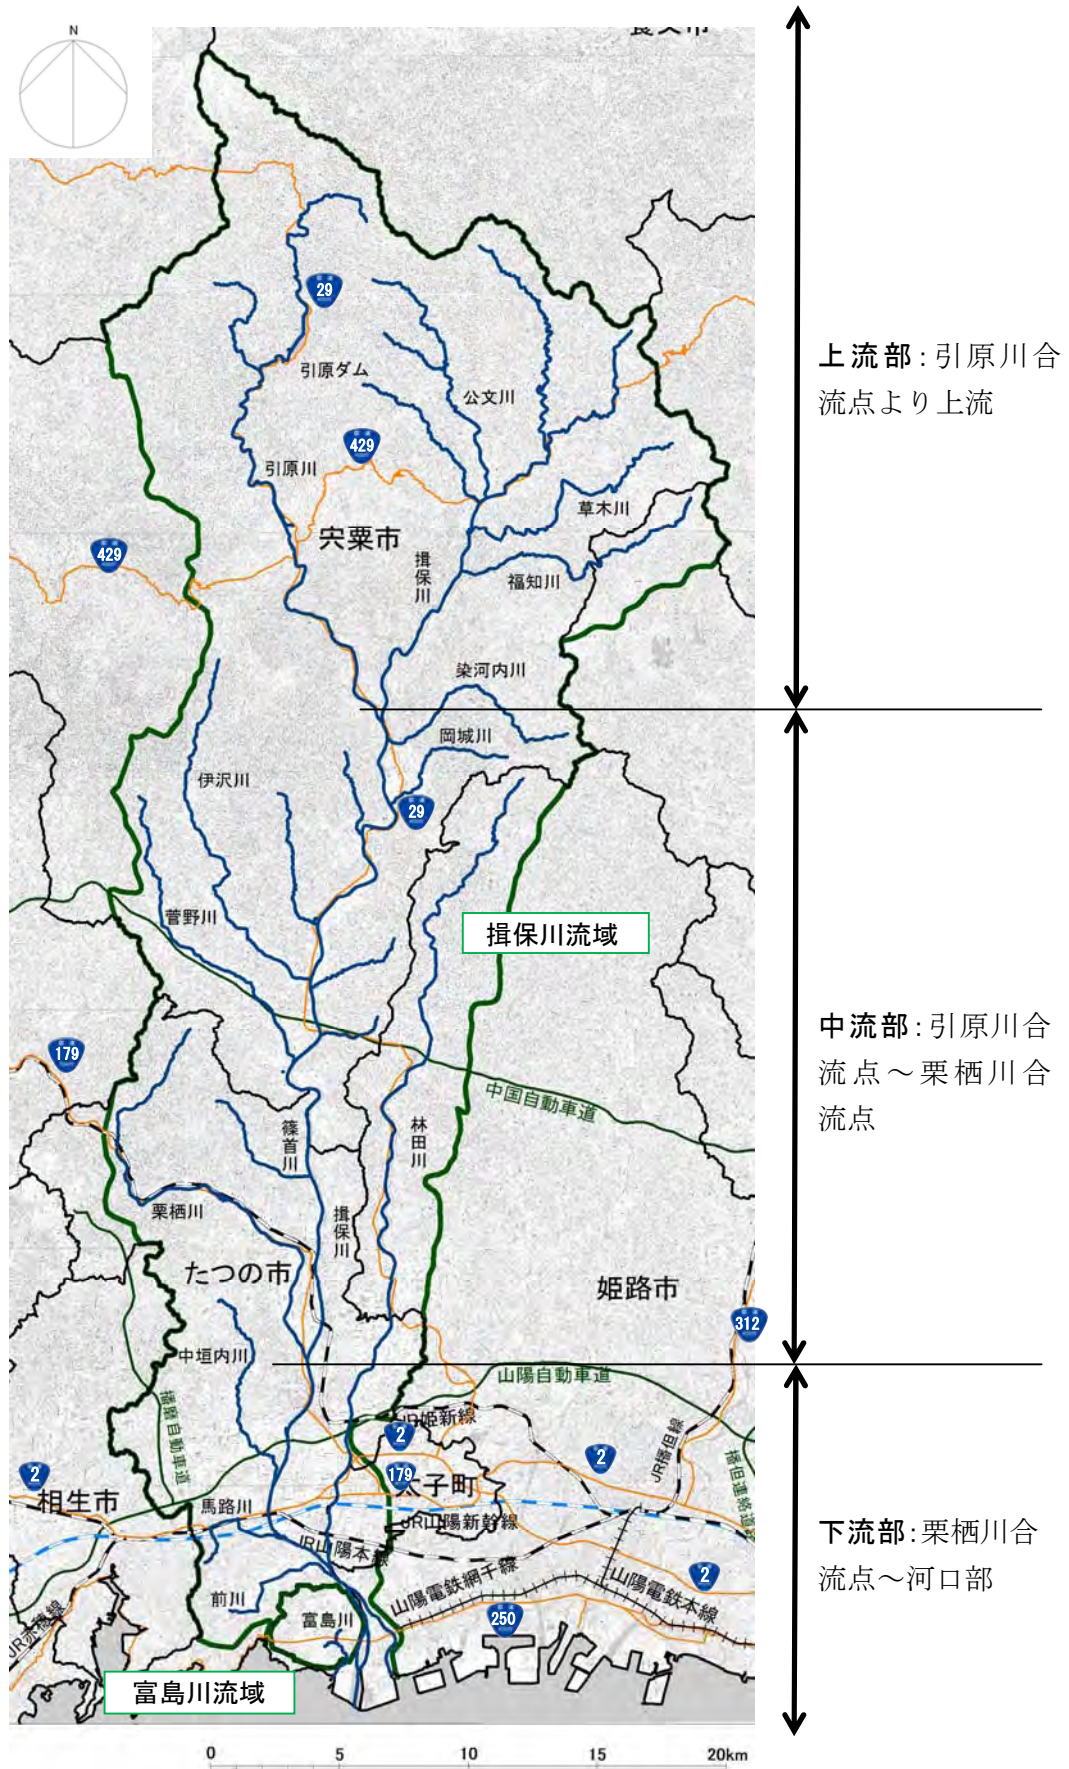 N
29
引原ダム
公文川
429
引原川
草木川
宍粟市
429
揖保川
福知川
上流部：引原川合
流点より上流
染河内川
岡城川
伊沢川
29
菅野川
揖保川流域
179
中国自動車道
中流部：引原川合
流点～栗栖川合
流点
篠首川
林田川
栗栖川
揖保川
たつの市
姫路市
312
中垣内川
山陽自動車道
播磨自動車道
JR姫新線
2
JR播但線
2
播但連絡道路
2
179
太子町
相生市
馬路川
JR山陽新幹線
JR山陽本線
下流部：栗栖川合
流点～河口部
山陽電鉄網干線
山陽電鉄本線
2
前川
富島川
250
JR赤穂線
富島川流域
0
5
10
15
20km